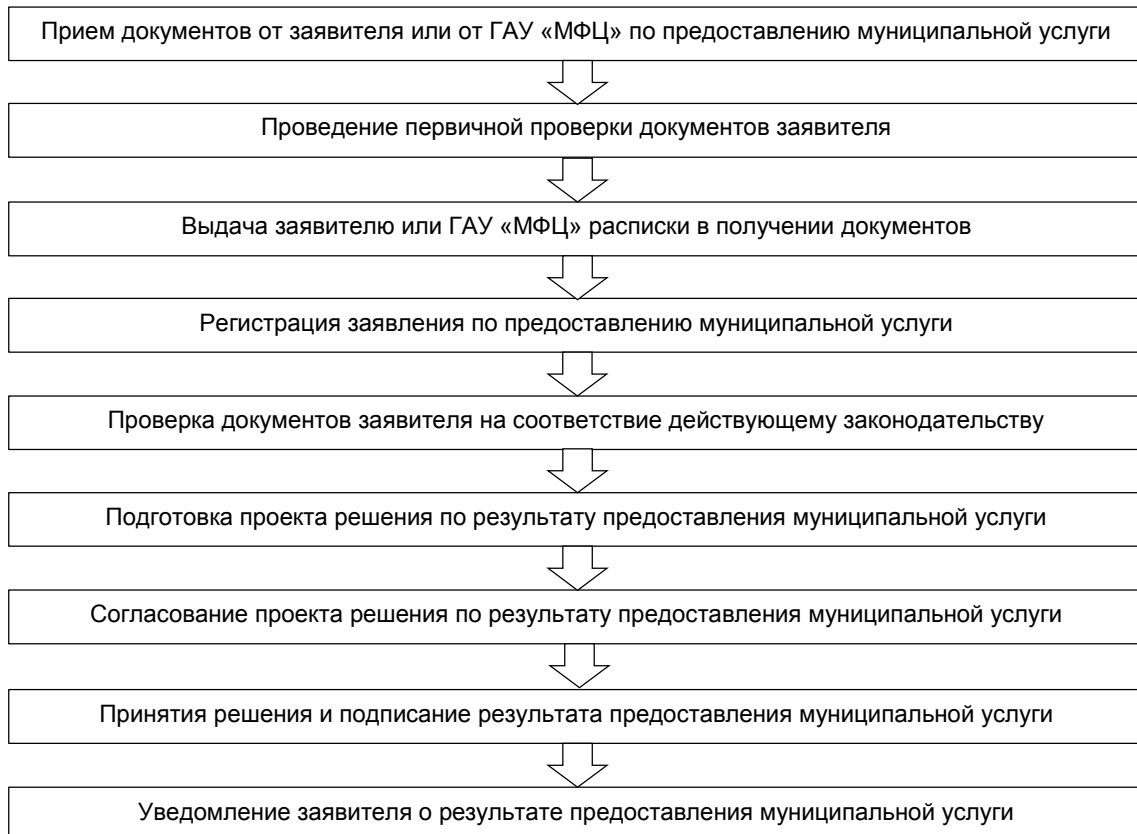 Прием документов от заявителя или от ГАУ «МФЦ» по предоставлению муниципальной услуги
Проведение первичной проверки документов заявителя
Выдача заявителю или ГАУ «МФЦ» расписки в получении документов
Регистрация заявления по предоставлению муниципальной услуги
Проверка документов заявителя на соответствие действующему законодательству
Подготовка проекта решения по результату предоставления муниципальной услуги
Согласование проекта решения по результату предоставления муниципальной услуги
Принятия решения и подписание результата предоставления муниципальной услуги
Уведомление заявителя о результате предоставления муниципальной услуги